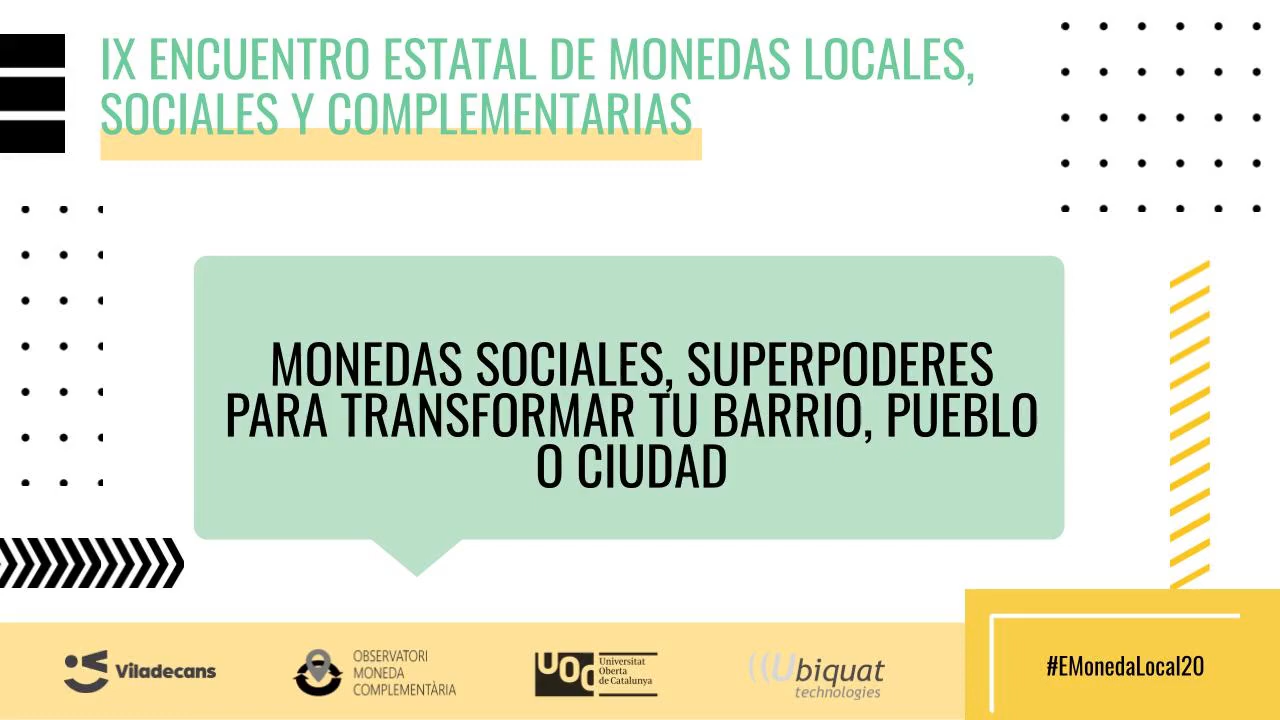 IX ENCUENTRO ESTATAL DE MONEDAS LOCALES,
SOCIALES Y COMPLEMENTARIAS
MONEDAS SOCIALES, SUPERPODERES
PARA TRANSFORMAR TU BARRIO, PUEBLO
O CIUDAD
Viladecans
OBSERVATORI
MONEDA
COMPLEMENTÀRIA
UOC
Universitat
Oberta
de Catalunya
Ubiquat
technologies
#EMonedaLocal20